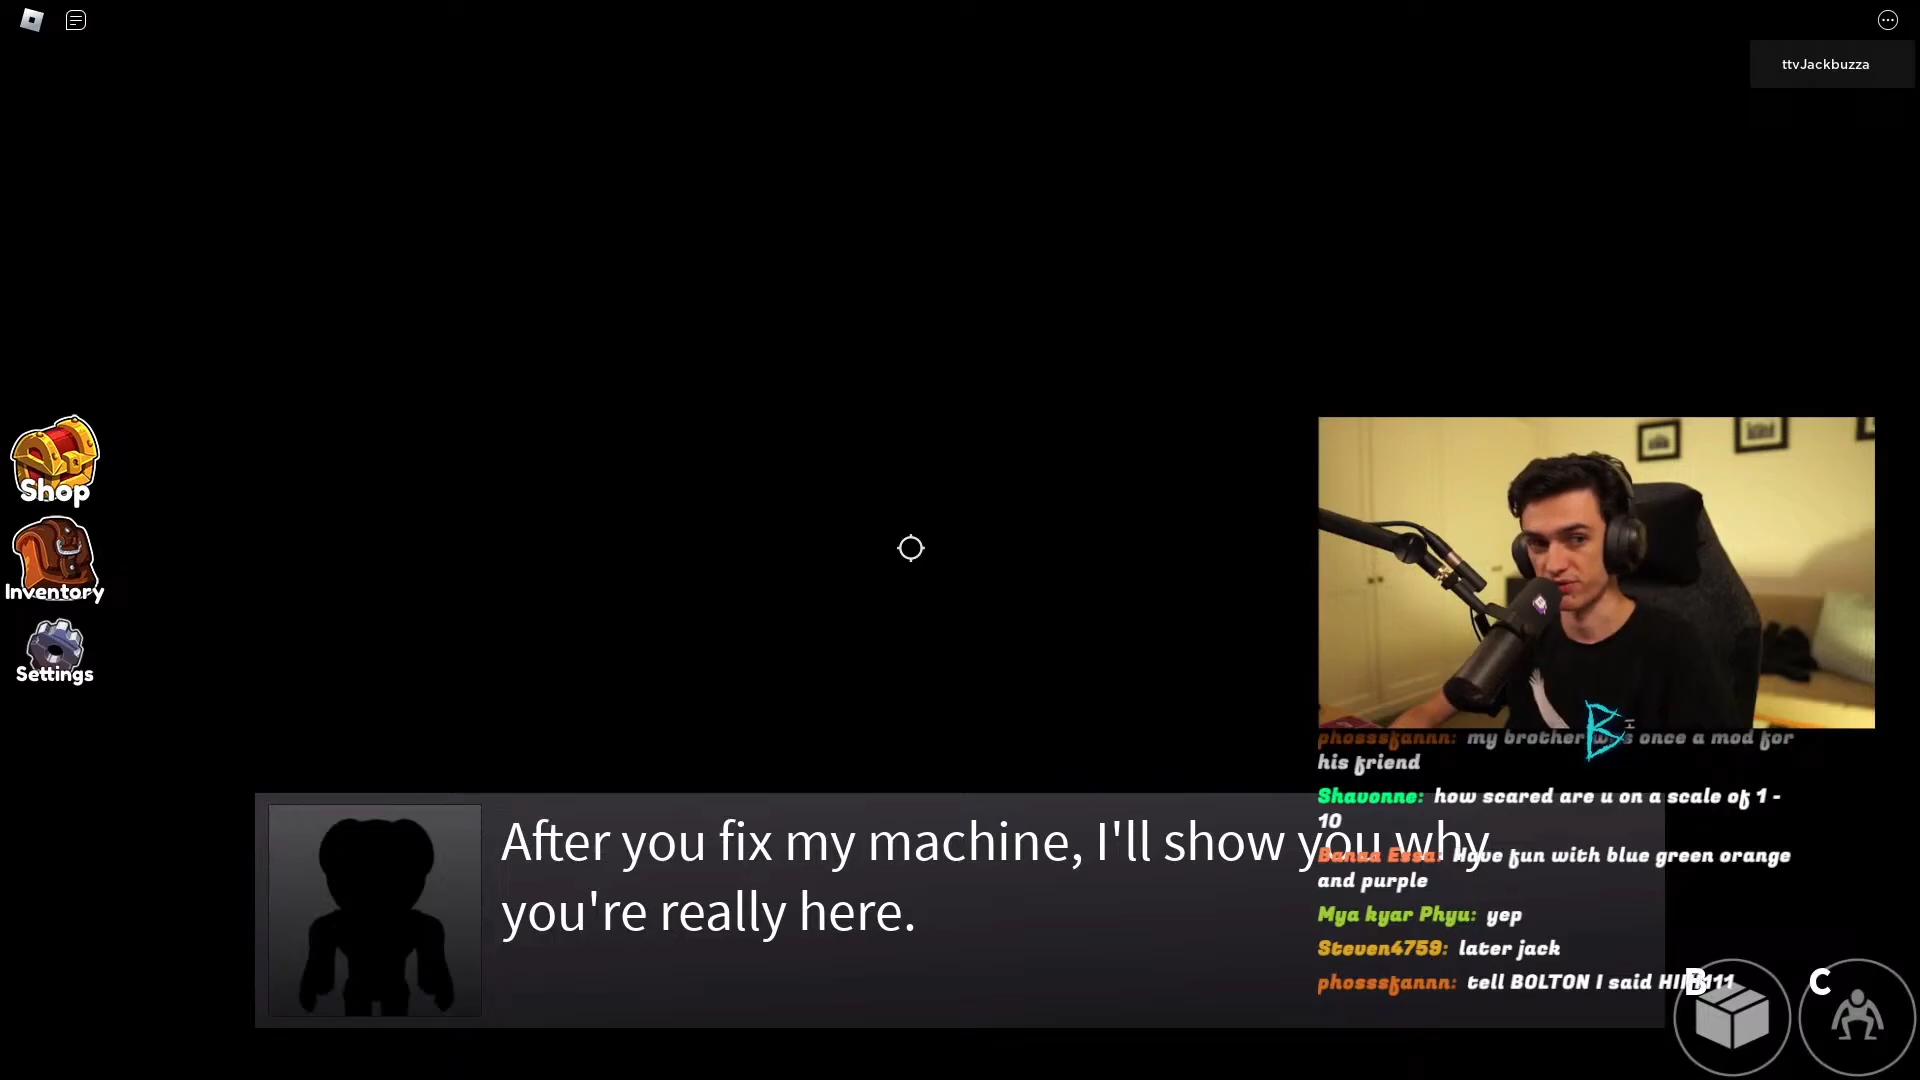 ttvJackbuzza
Shop
Inventory
Settings
After you fix my machine, I'll show you why
you're really here.
phosssfannn: my brother was once a mod for
his friend
Shavonne: how scared are u on a scale of 1 -
10
Essa: Have fun with blue green orange
and purple
Mya kyar Phyu: yep
Steven4759: later jack
phosssfannn: tell BOLTON I said
B
C